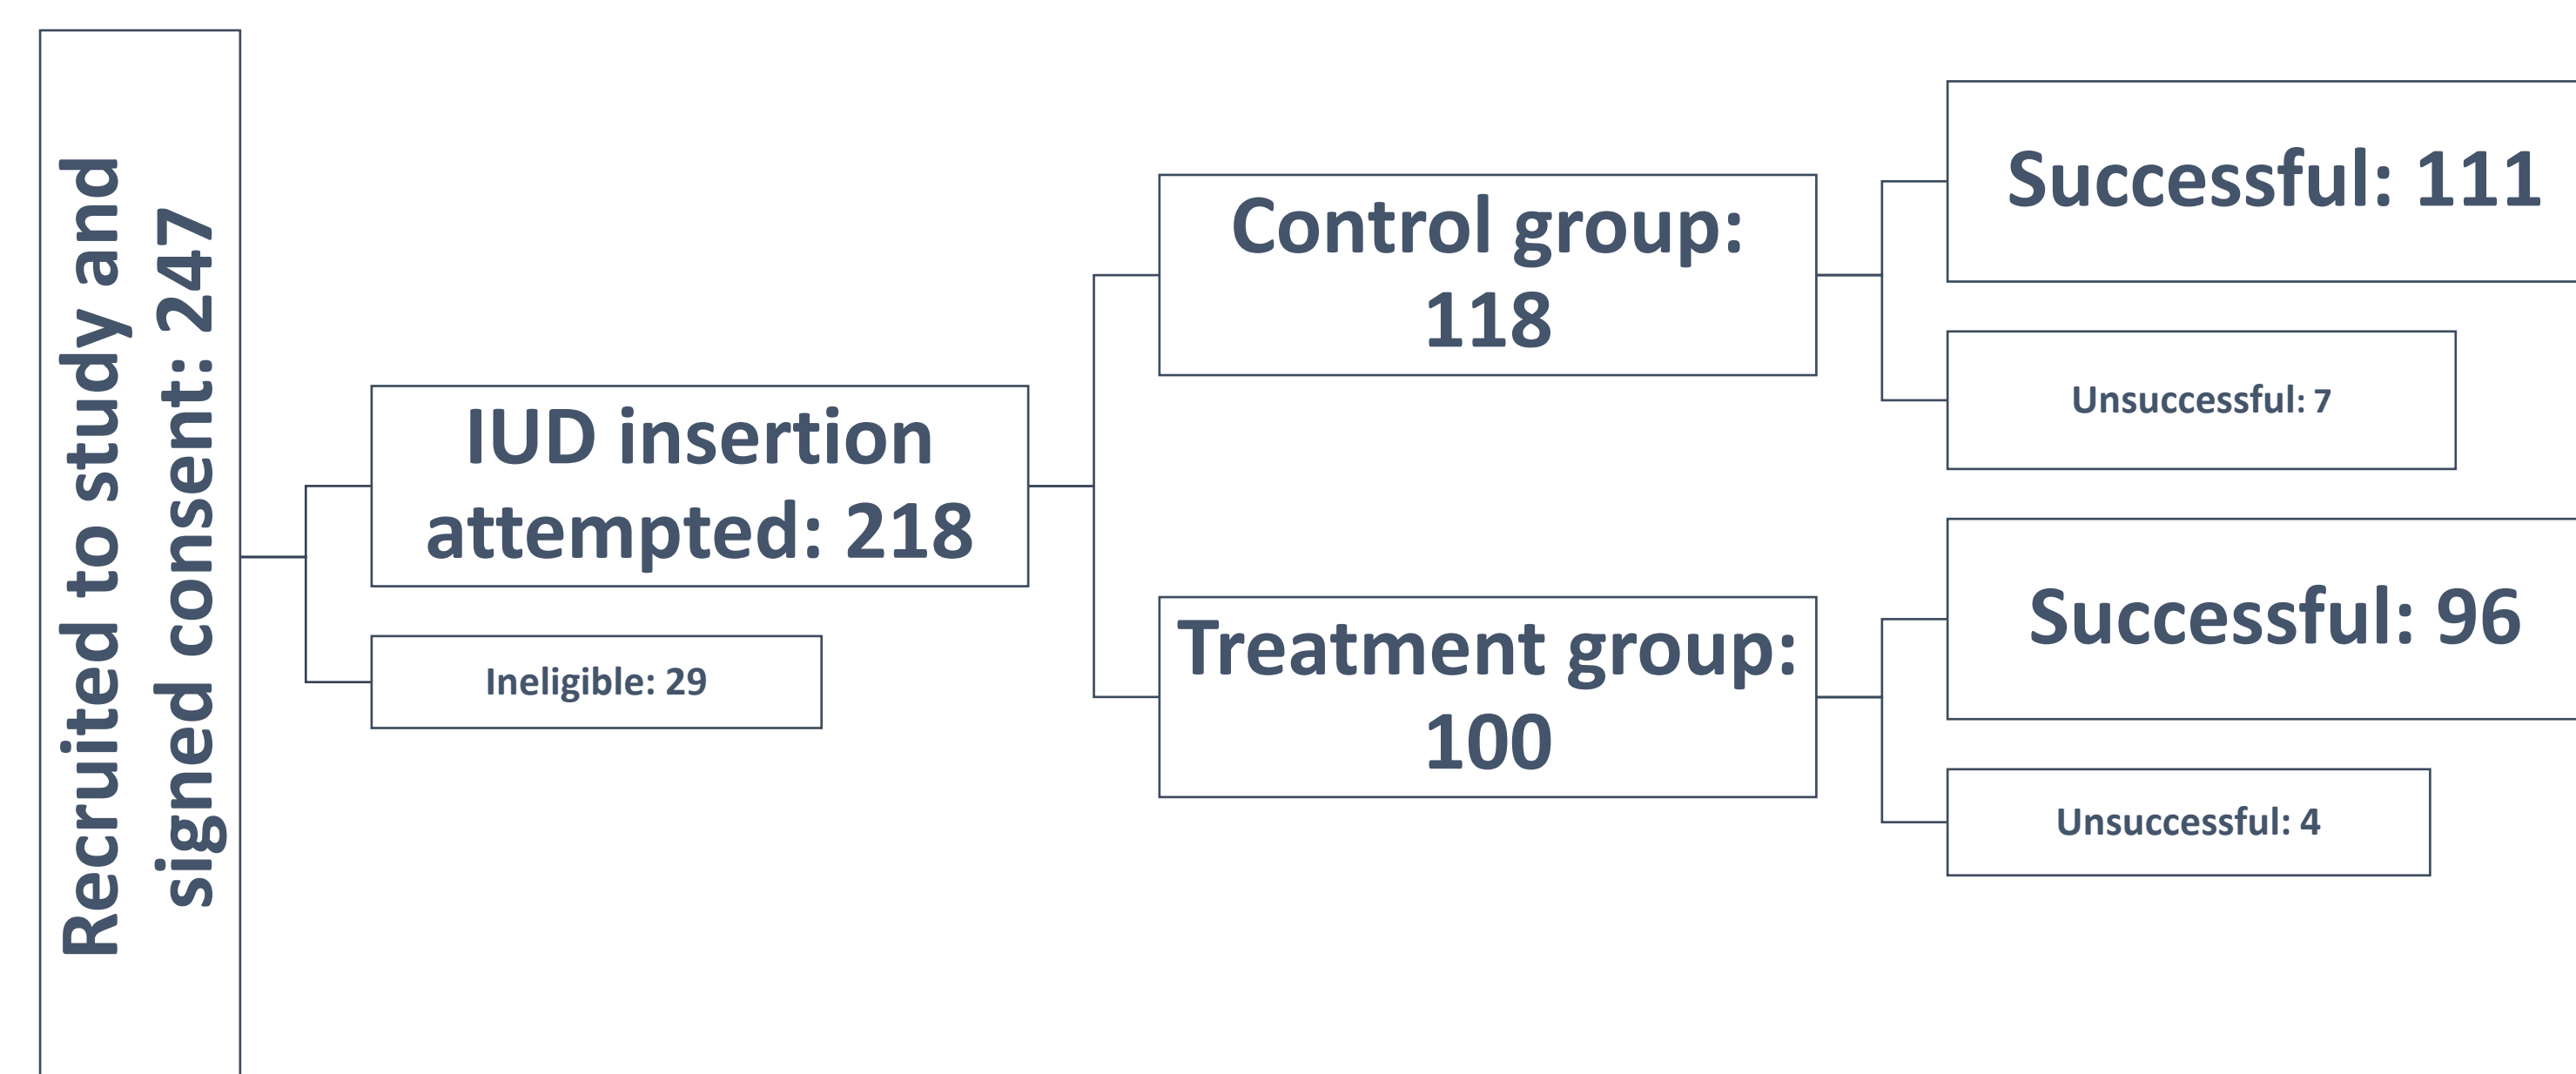 Recruited to study and
signed consent: 247
IUD insertion
attempted: 218
Ineligible: 29
Control group:
118
Treatment group:
100
Successful: 111
Unsuccessful: 7
Successful: 96
Unsuccessful: 4